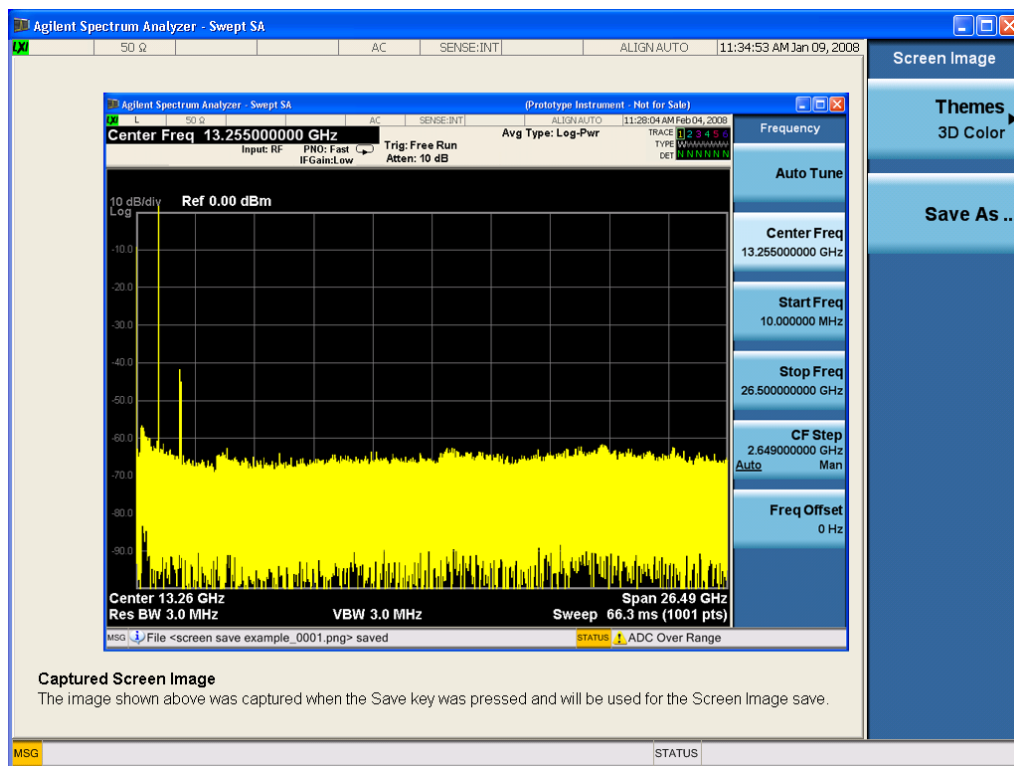 Agilent Spectrum Analyzer - Swept SA
LXI 50 Ω AC SENSE:INT ALIGN AUTO 11:34:53 AM Jan 09, 2008
Screen Image
Themes
3D Color
Save As ..
Agilent Spectrum Analyzer - Swept SA (Prototype Instrument - Not for Sale)
LXI L 50 Ω AC SENSE:INT ALIGN AUTO 11:28:04 AM Feb 04, 2008
Center Freq 13.255000000 GHz
Input: RF PNO: Fast
IFGain:Low
Trig: Free Run
Atten: 10 dB
Avg Type: Log-Pwr
TRACE 1 2 3 4 5 6
TYPE WWWWWW
DET N N N N N N
Frequency
Auto Tune
Center Freq
13.255000000 GHz
Start Freq
10.000000 MHz
Stop Freq
26.500000000 GHz
CF Step
2.649000000 GHz
Auto Man
Freq Offset
0 Hz
10 dB/div Ref 0.00 dBm
Log
-10.0
-20.0
-30.0
-40.0
-50.0
-60.0
-70.0
-80.0
-90.0
Center 13.26 GHz Span 26.49 GHz
Res BW 3.0 MHz VBW 3.0 MHz Sweep 66.3 ms (1001 pts)
MSG File <screen save example_0001.png> saved STATUS ADC Over Range
Captured Screen Image
The image shown above was captured when the Save key was pressed and will be used for the Screen Image save.
MSG STATUS